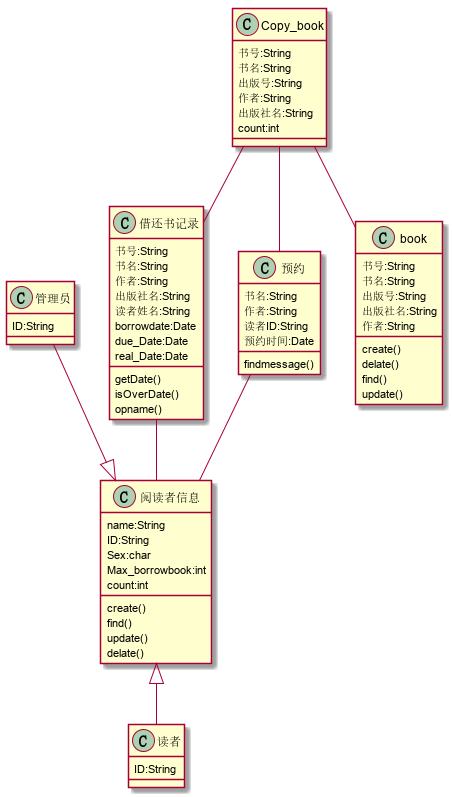 C Copy_book
书号:String
书名:String
出版号:String
作者:String
出版社名:String
count:int
C 借还书记录
书号:String
书名:String
作者:String
出版社名:String
读者姓名:String
borrowdate:Date
due_Date:Date
real_Date:Date
getDate()
isOverDate()
opname()
C 预约
书名:String
作者:String
读者ID:String
预约时间:Date
findmessage()
C book
书号:String
书名:String
出版号:String
出版社名:String
作者:String
create()
delate()
find()
update()
C 管理员
ID:String
C 阅读者信息
name:String
ID:String
Sex:char
Max_borrowbook:int
count:int
create()
find()
update()
delate()
C 读者
ID:String